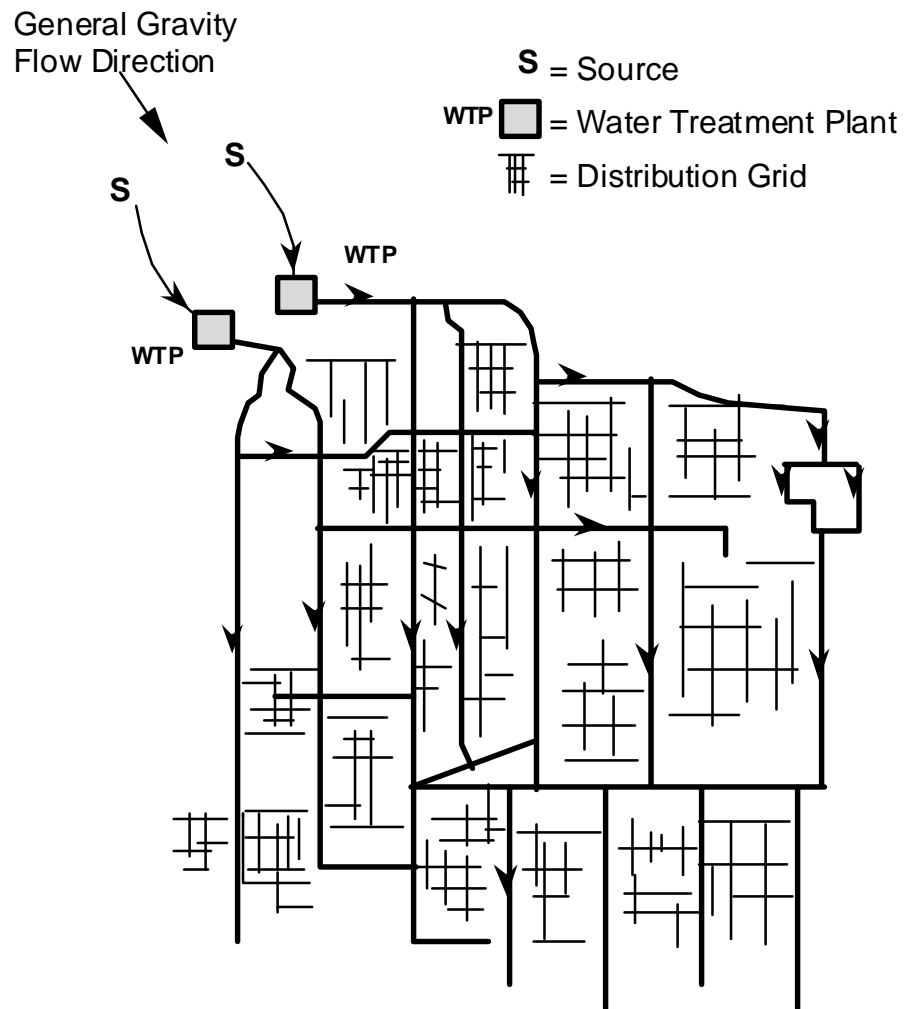 General Gravity
Flow Direction
S = Source
WTP = Water Treatment Plant
= Distribution Grid
S
S
WTP
WTP